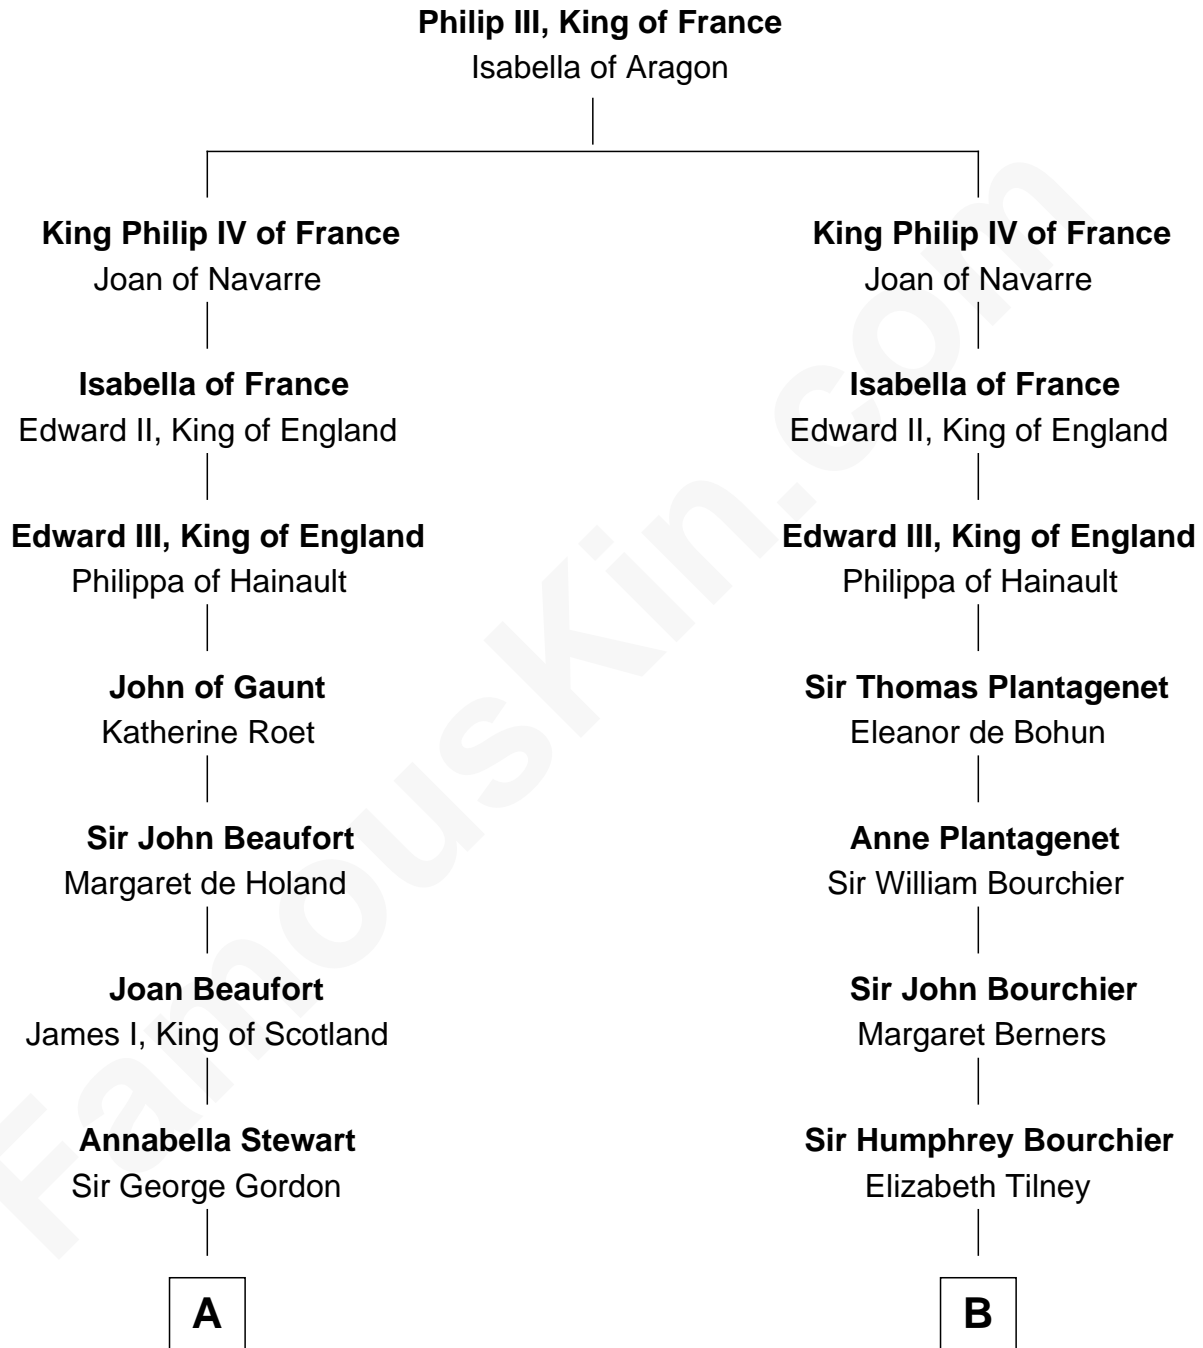 Philip III, King of France
Isabella of Aragon
King Philip IV of France
Joan of Navarre
King Philip IV of France
Joan of Navarre
Isabella of France
Edward II, King of England
Isabella of France
Edward II, King of England
Edward III, King of England
Philippa of Hainault
Edward III, King of England
Philippa of Hainault
John of Gaunt
Katherine Roet
Sir Thomas Plantagenet
Eleanor de Bohun
Sir John Beaufort
Margaret de Holand
Anne Plantagenet
Sir William Bourchier
Joan Beaufort
James I, King of Scotland
Sir John Bourchier
Margaret Berners
Annabella Stewart
Sir George Gordon
Sir Humphrey Bourchier
Elizabeth Tilney
A
B
FamousKin.com